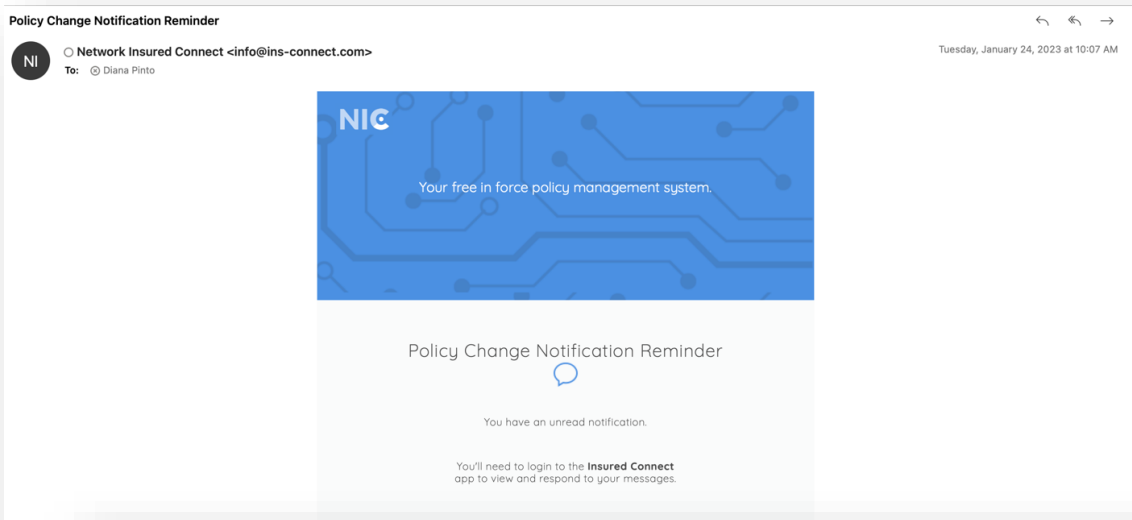 Policy Change Notification Reminder
NI
Network Insured Connect <info@ins-connect.com>
Tuesday, January 24, 2023 at 10:07 AM
To: Diana Pinto
NIC
Your free in force policy management system.
Policy Change Notification Reminder
You have an unread notification.
You'll need to login to the Insured Connect
app to view and respond to your messages.